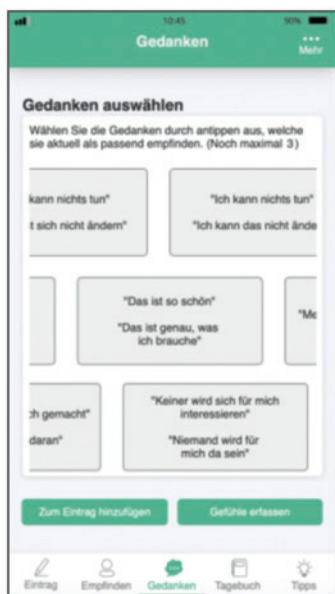 10:45
90%
Gedanken
Mehr
Gedanken auswählen
Wählen Sie die Gedanken durch antippen aus, welche
sie aktuell als passend empfinden. (Noch maximal 3)
kann nichts tun"
t sich nicht ändern"
"Ich kann nichts tun"
"Ich kann das nicht ände
"Das ist so schön"
"Das ist genau, was
ich brauche"
"Me
ch gemacht"
daran"
"Keiner wird sich für mich
interessieren"
"Niemand wird für
mich da sein"
Zum Eintrag hinzufügen
Gefühle erfassen
Eintrag
Empfinden
Gedanken
Tagebuch
Tipps